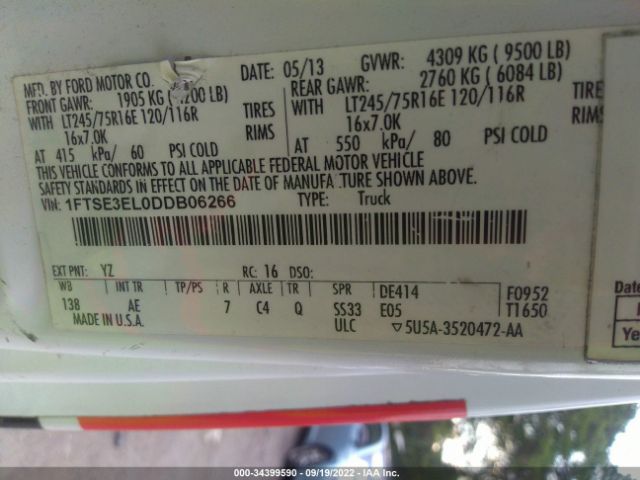 MFD. BY FORD MOTOR CO. DATE: 05/13 GVWR: 4309 KG ( 9500 LB)
FRONT GAWR: 1905 KG ( 200 LB) REAR GAWR: 2760 KG ( 6084 LB)
WITH LT245/75R16E 120/116R TIRES WITH LT245/75R16E 120/116R TIRES
16x7.0K RIMS 16x7.0K RIMS
AT 415 kPa/ 60 PSI COLD AT 550 kPa/ 80 PSI COLD
THIS VEHICLE CONFORMS TO ALL APPLICABLE FEDERAL MOTOR VEHICLE
SAFETY STANDARDS IN EFFECT ON THE DATE OF MANUFA TURE SHOWN ABOVE.
VIN: 1FTSE3EL0DDB06266 TYPE: Truck
EXT PNT: YZ RC: 16 DSO:
WB INT TR TP/PS R AXLE TR SPR DE414 F0952
138 AE 7 C4 Q SS33 E05 T1650
MADE IN U.S.A. ULC ▽5U5A-3520472-AA
000-34399590 - 09/19/2022 - IAA Inc.